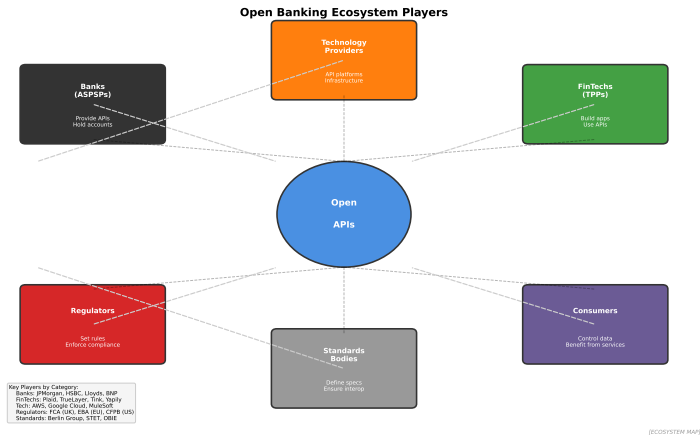 Open Banking Ecosystem Players
Technology
Providers
API platforms
Infrastructure
Banks
(ASPSPs)
Provide APIs
Hold accounts
FinTechs
(TPPs)
Build apps
Use APIs
Open
APIs
Regulators
Set rules
Enforce compliance
Consumers
Control data
Benefit from services
Standards
Bodies
Define specs
Ensure interop
Key Players by Category:
Banks: JPMorgan, HSBC, Lloyds, BNP
FinTechs: Plaid, TrueLayer, Tink, Yapily
Tech: AWS, Google Cloud, MuleSoft
Regulators: FCA (UK), EBA (EU), CFPB (US)
Standards: Berlin Group, STET, OBIE
[ECOSYSTEM MAP]